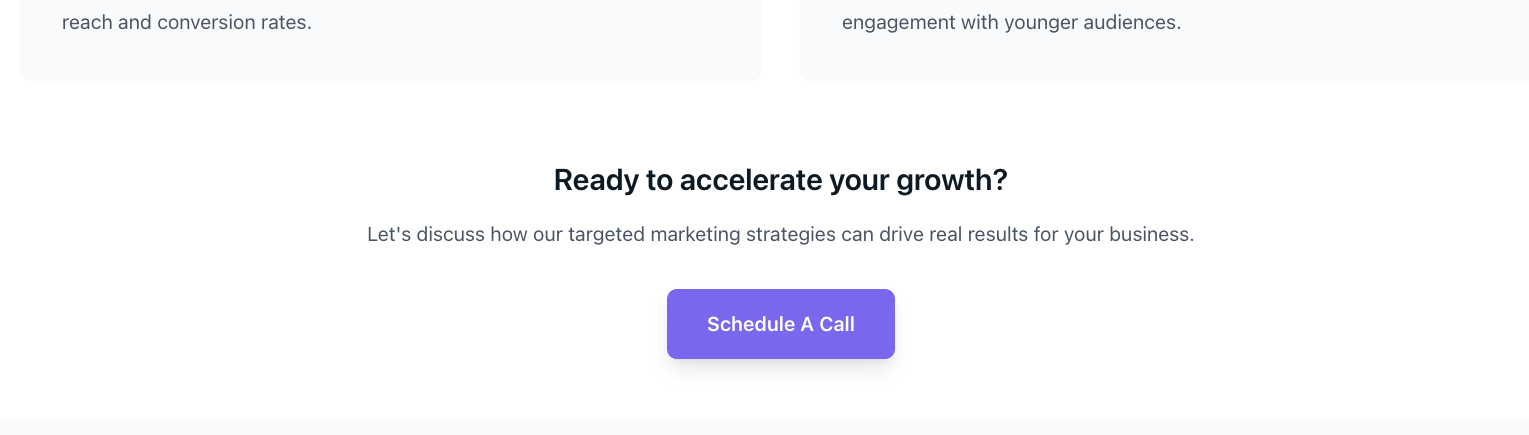 reach and conversion rates.
engagement with younger audiences.
Ready to accelerate your growth?
Let's discuss how our targeted marketing strategies can drive real results for your business.
Schedule A Call